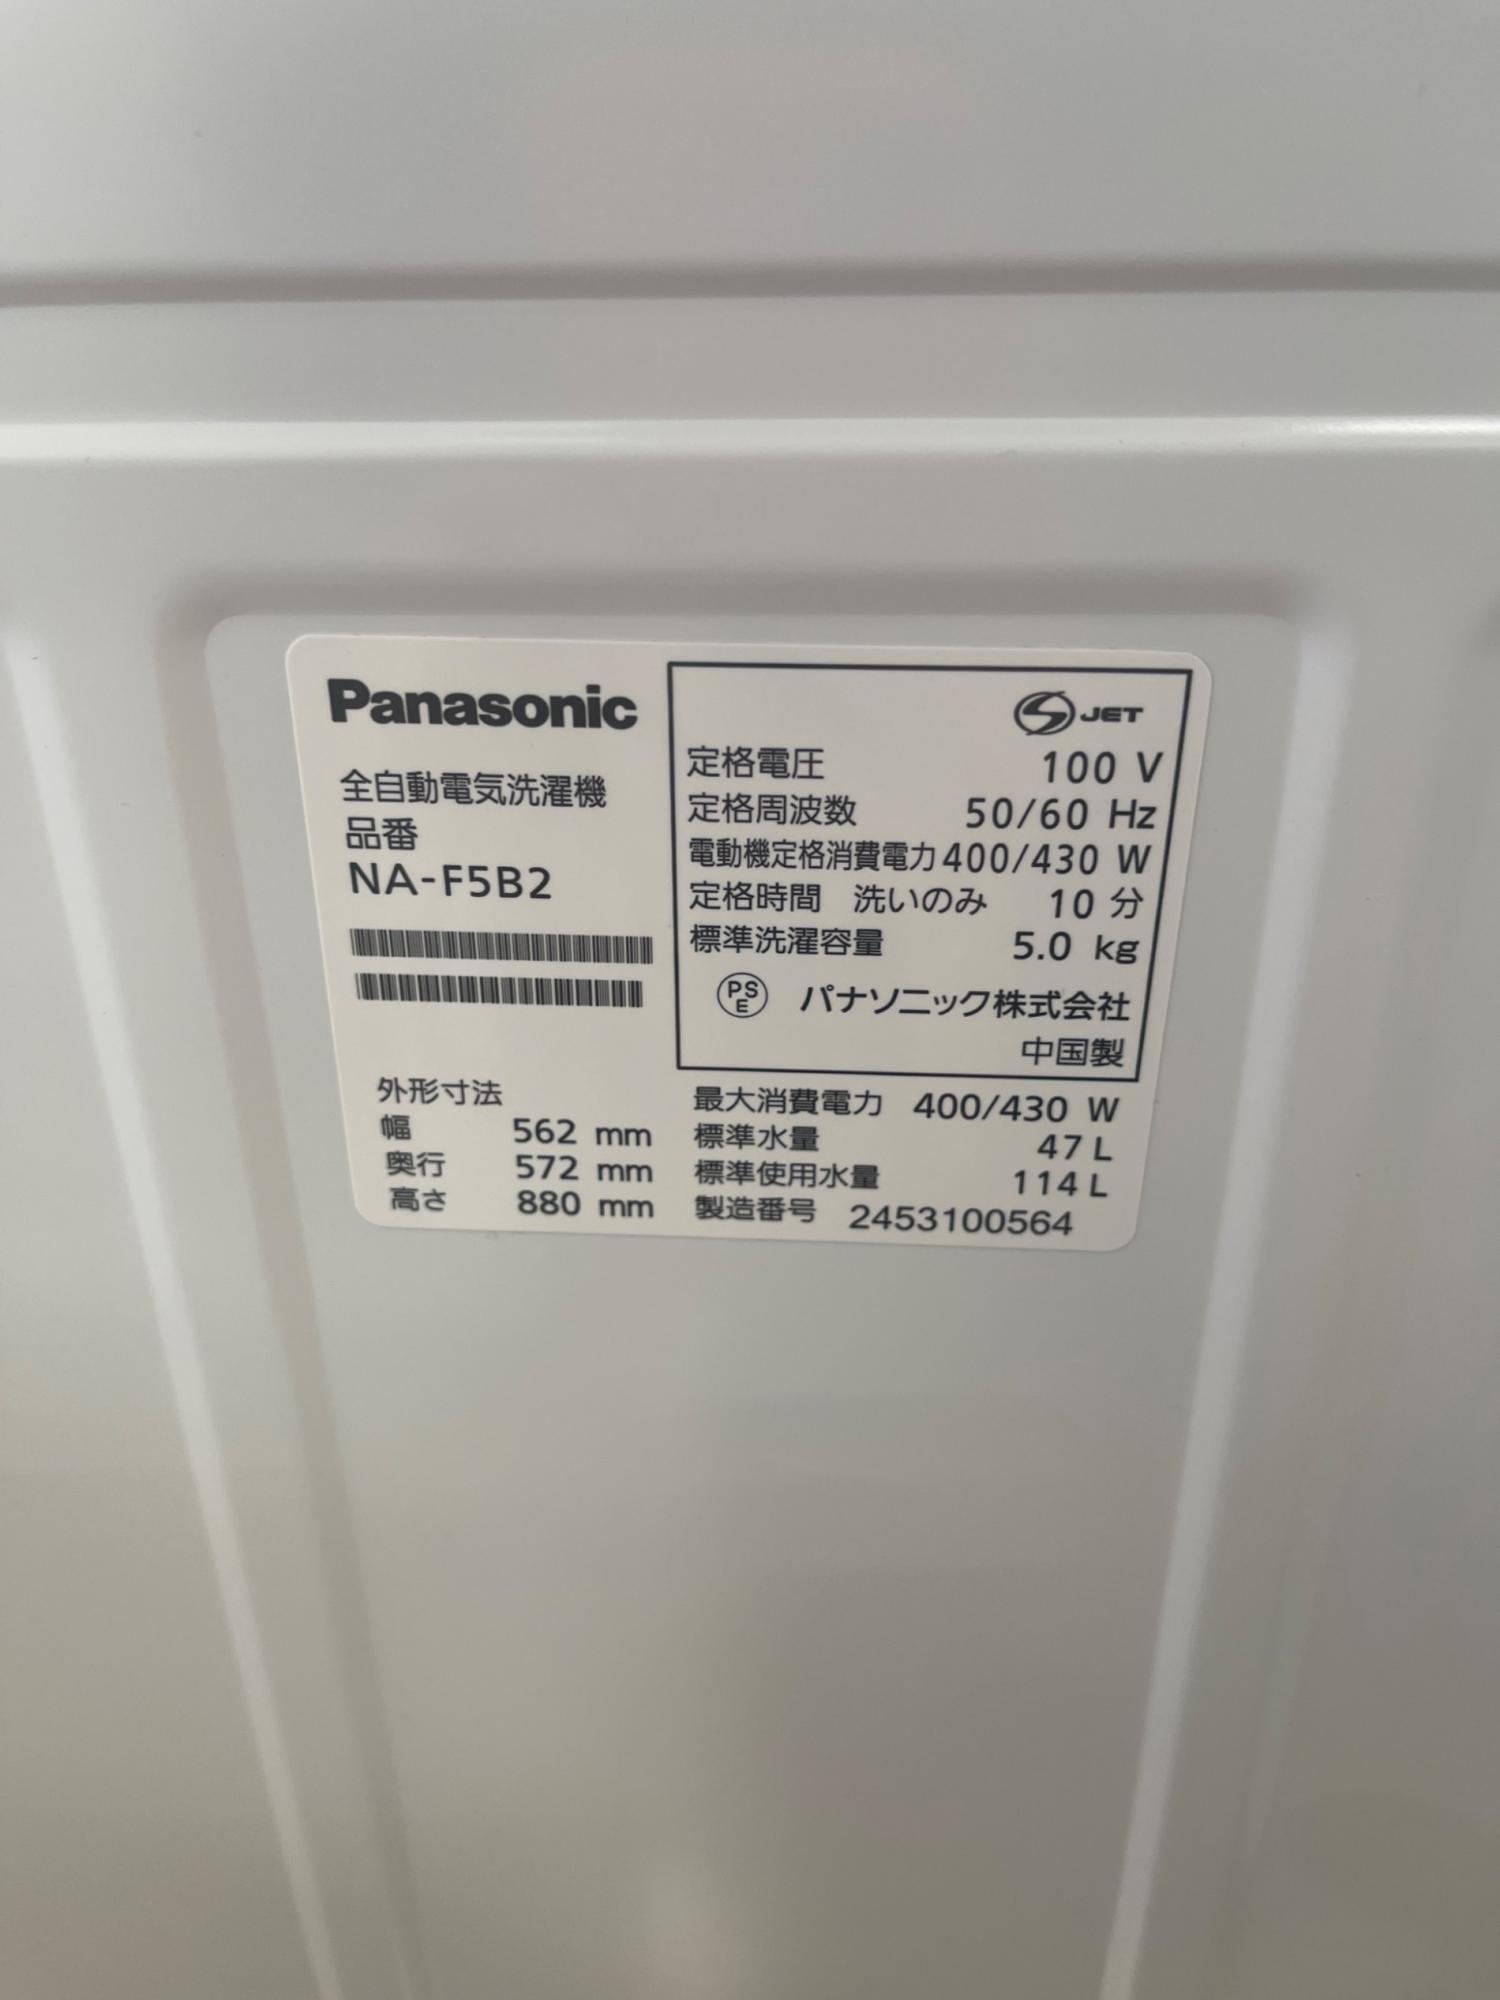 Panasonic
全自動電気洗濯機
品番
NA-F5B2
外形寸法
幅 562 mm
奥行 572 mm
高さ 880 mm
S JET
定格電圧 100 V
定格周波数 50/60 Hz
電動機定格消費電力 400/430 W
定格時間 洗いのみ 10 分
標準洗濯容量 5.0 kg
PSE パナソニック株式会社
中国製
最大消費電力 400/430 W
標準水量 47 L
標準使用水量 114 L
製造番号 2453100564